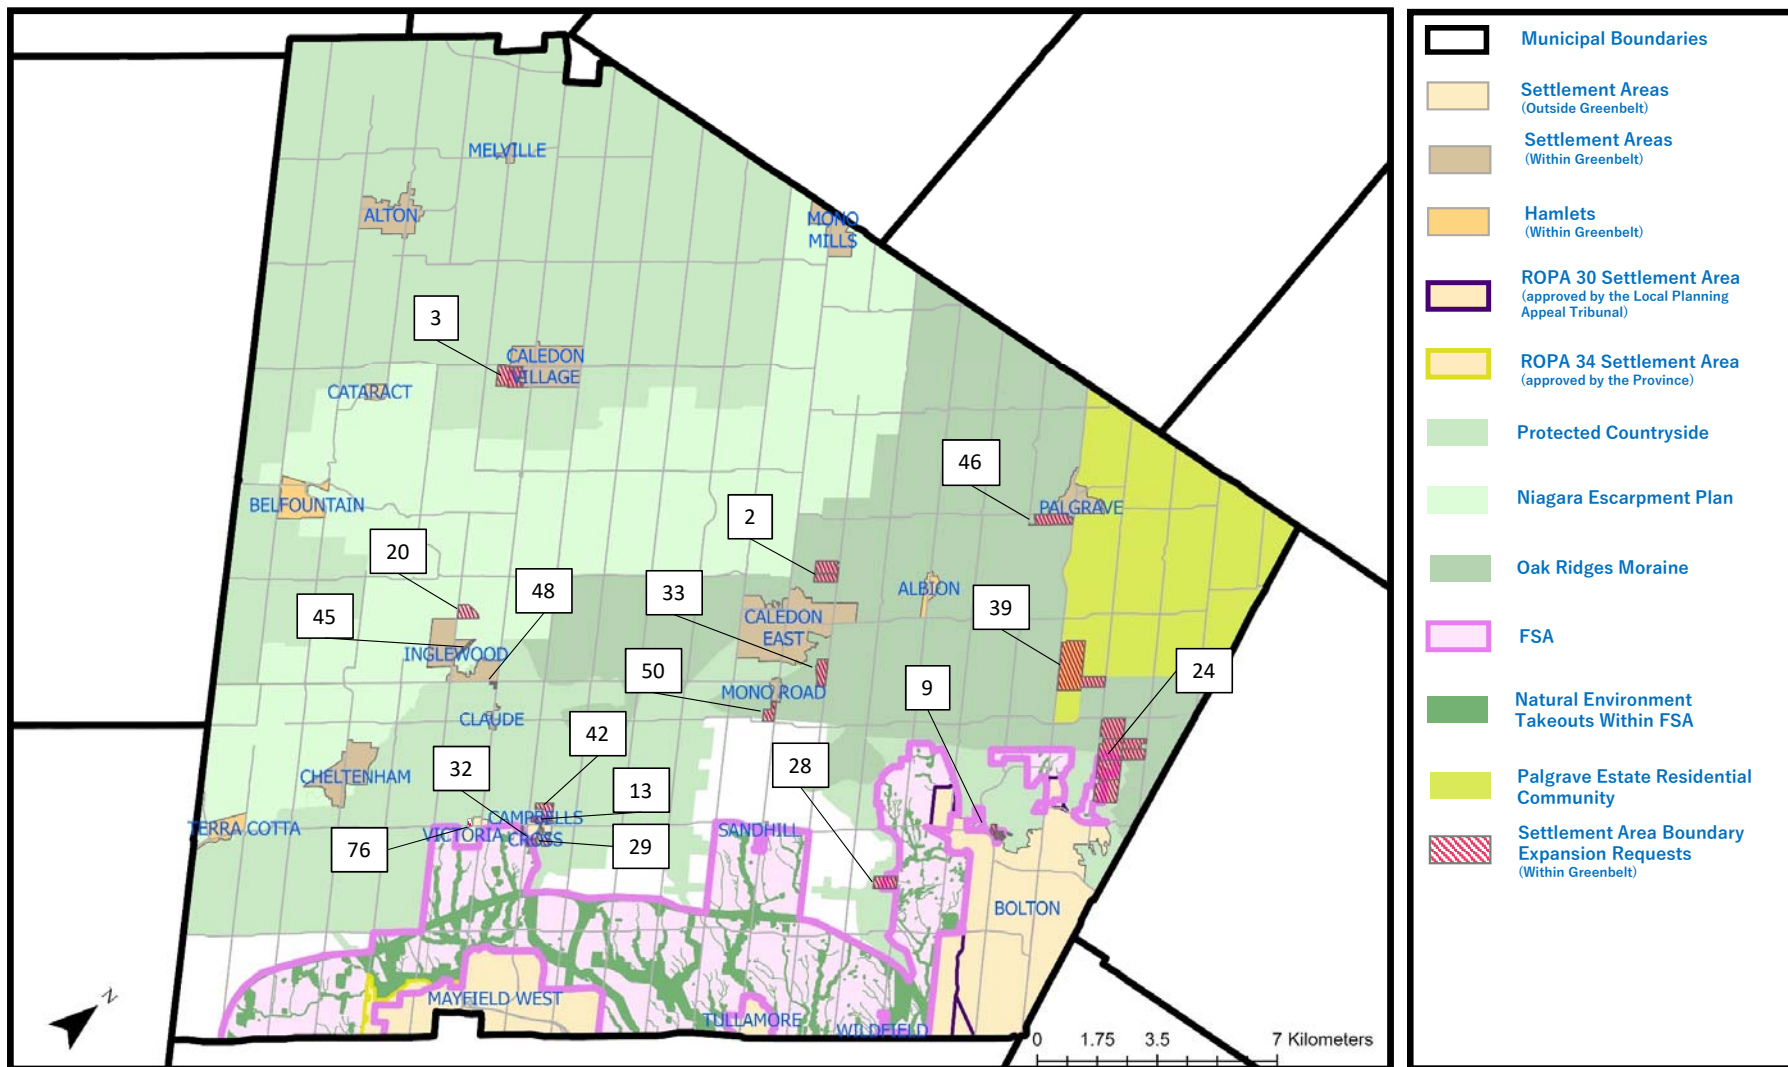 MELVILLE
ALTON
MONO
MILLS
3
CALEDON
VILLAGE
CATARACT
46
BELFOUNTAIN
PALGRAVE
2
20
48
33
ALBION
45
CALEDON
EAST
39
INGLEWOOD
50
MONO ROAD
9
24
CLAUDE
42
CHELTENHAM
32
13
28
CAMPBELLS
CROSS
TERRA COTTA
VICTORIA
SANDHILL
76
29
BOLTON
MAYFIELD WEST
TULLAMORE
WILDFIELD
N
0 1.75 3.5 7 Kilometers
Municipal Boundaries
Settlement Areas
(Outside Greenbelt)
Settlement Areas
(Within Greenbelt)
Hamlets
(Within Greenbelt)
ROPA 30 Settlement Area
(approved by the Local Planning
Appeal Tribunal)
ROPA 34 Settlement Area
(approved by the Province)
Protected Countryside
Niagara Escarpment Plan
Oak Ridges Moraine
FSA
Natural Environment
Takeouts Within FSA
Palgrave Estate Residential
Community
Settlement Area Boundary
Expansion Requests
(Within Greenbelt)